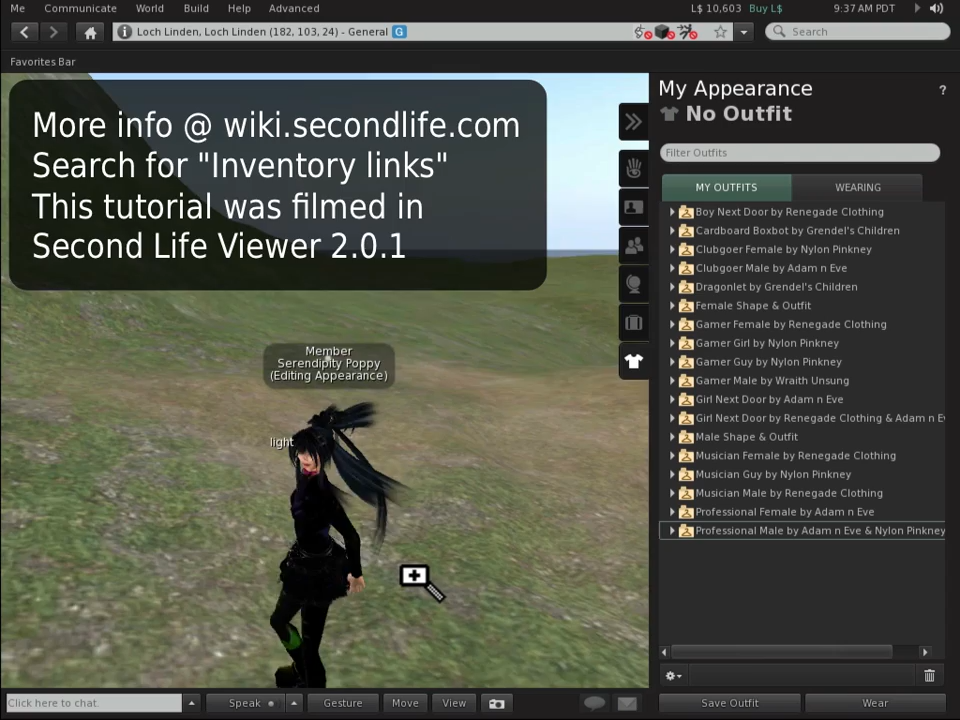 Me Communicate World Build Help Advanced L$ 10,603 Buy L$ 9:37 AM PDT
Loch Linden, Loch Linden (182, 103, 24) - General G Search
Favorites Bar
More info @ wiki.secondlife.com
Search for "Inventory links"
This tutorial was filmed in
Second Life Viewer 2.0.1
Member
Serendipity Poppy
(Editing Appearance)
light
My Appearance ?
No Outfit
Filter Outfits
MY OUTFITS WEARING
Boy Next Door by Renegade Clothing
Cardboard Boxbot by Grendel's Children
Clubgoer Female by Nylon Pinkney
Clubgoer Male by Adam n Eve
Dragonlet by Grendel's Children
Female Shape & Outfit
Gamer Female by Renegade Clothing
Gamer Girl by Nylon Pinkney
Gamer Guy by Nylon Pinkney
Gamer Male by Wraith Unsung
Girl Next Door by Adam n Eve
Girl Next Door by Renegade Clothing & Adam n Ev
Male Shape & Outfit
Musician Female by Renegade Clothing
Musician Guy by Nylon Pinkney
Musician Male by Renegade Clothing
Professional Female by Adam n Eve
Professional Male by Adam n Eve & Nylon Pinkney
Click here to chat. Speak Gesture Move View Save Outfit Wear